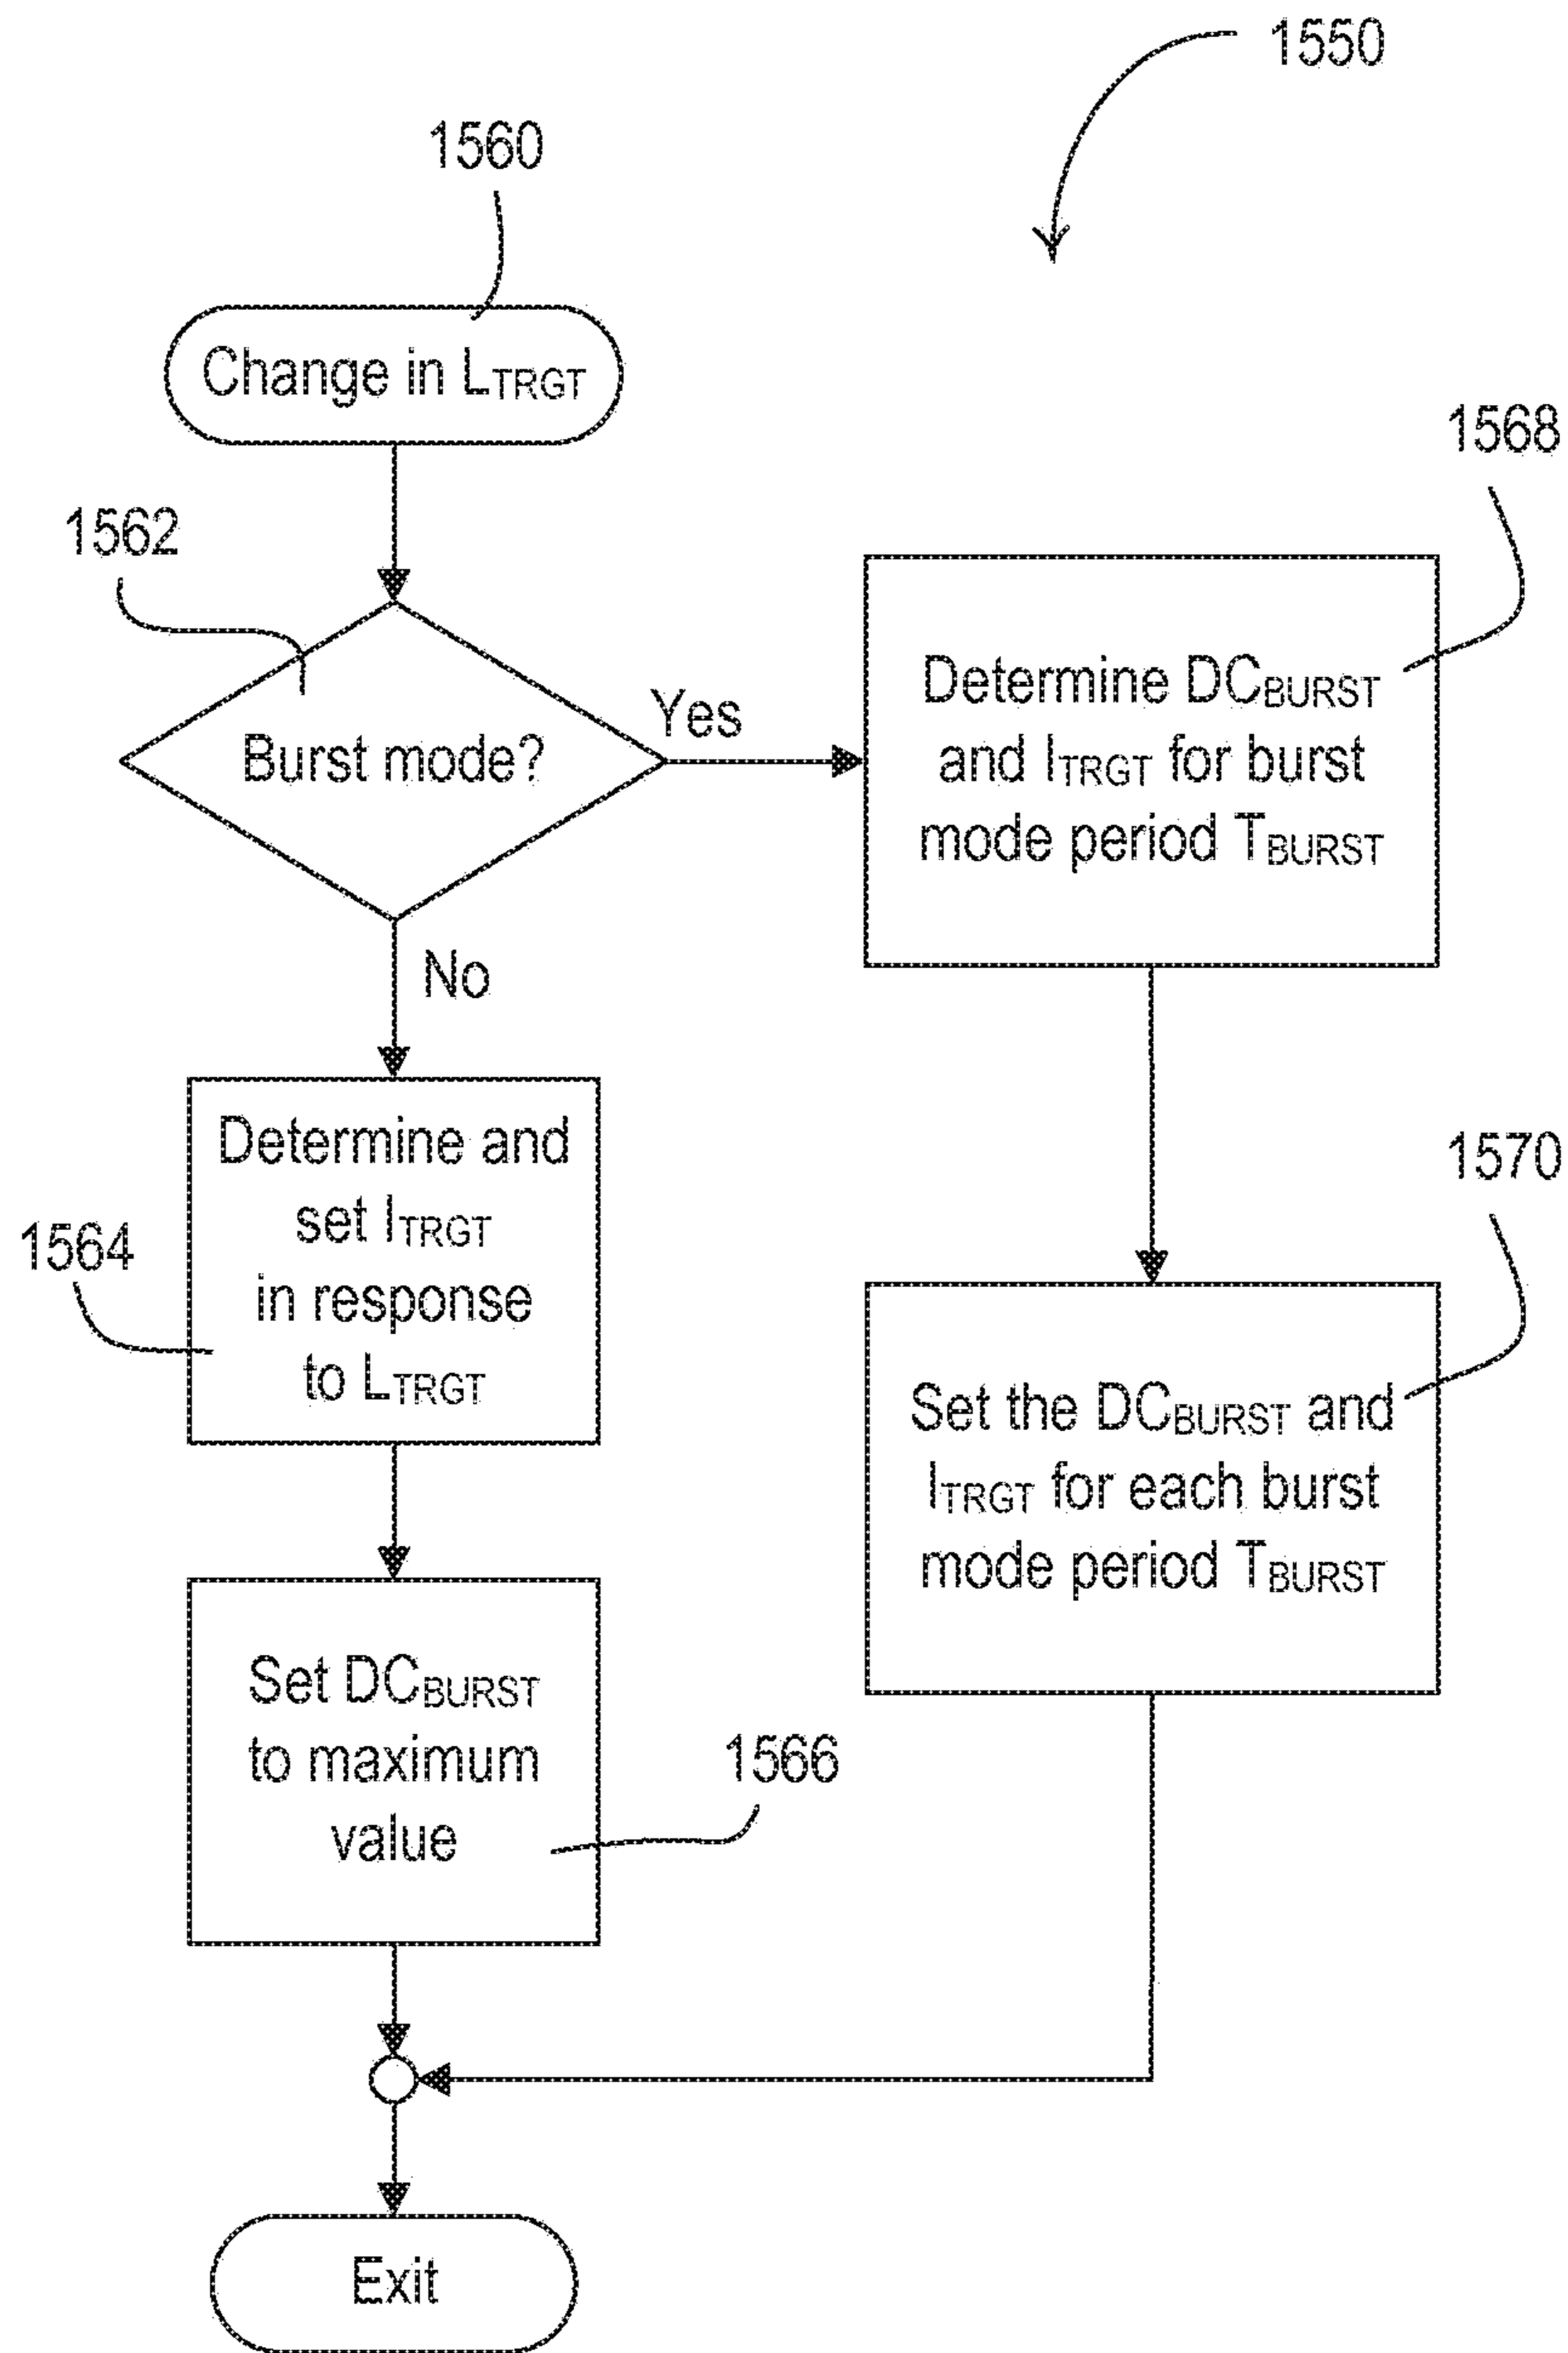 1550
1560
Change in LTRGT
1562
Burst mode?
Yes
No
1568
Determine DCBURST
and ITRGT for burst
mode period TBURST
1564
Determine and
set ITRGT
in response
to LTRGT
1570
Set the DCBURST and
ITRGT for each burst
mode period TBURST
1566
Set DCBURST
to maximum
value
Exit